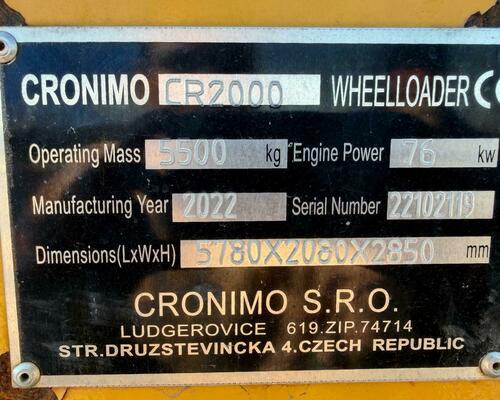 CRONIMO CR2000 WHEELLOADER CE
Operating Mass 5500 kg Engine Power 76 kw
Manufacturing Year 2022 Serial Number 22102119
Dimensions(LxWxH) 5780X2080X2850 mm
CRONIMO S.R.O.
LUDGEROVICE 619.ZIP.74714
STR.DRUZSTEVINCKA 4.CZECH REPUBLIC